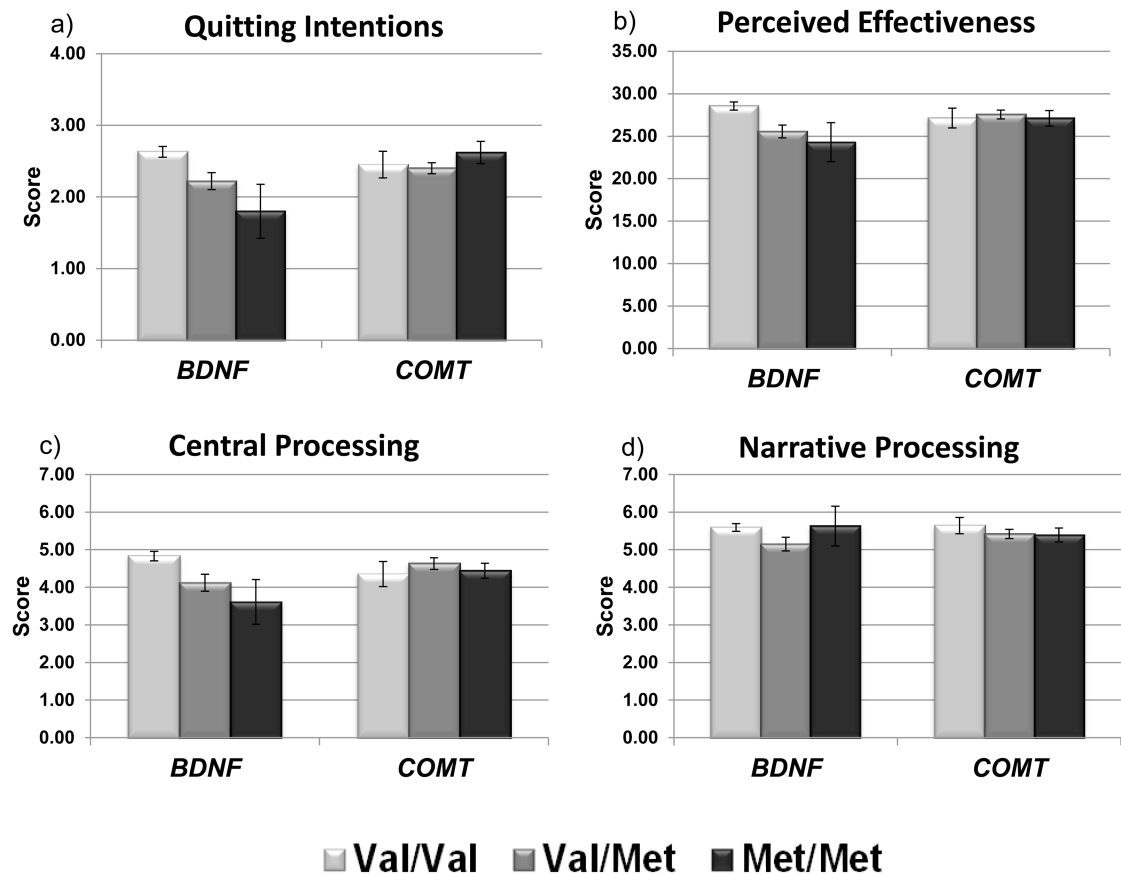 a) Quitting Intentions
4.00
3.00
2.00
1.00
0.00
Score
BDNF COMT
b) Perceived Effectiveness
35.00
30.00
25.00
20.00
15.00
10.00
5.00
0.00
Score
BDNF COMT
c) Central Processing
7.00
6.00
5.00
4.00
3.00
2.00
1.00
0.00
Score
BDNF COMT
d) Narrative Processing
7.00
6.00
5.00
4.00
3.00
2.00
1.00
0.00
Score
BDNF COMT
Val/Val Val/Met Met/Met